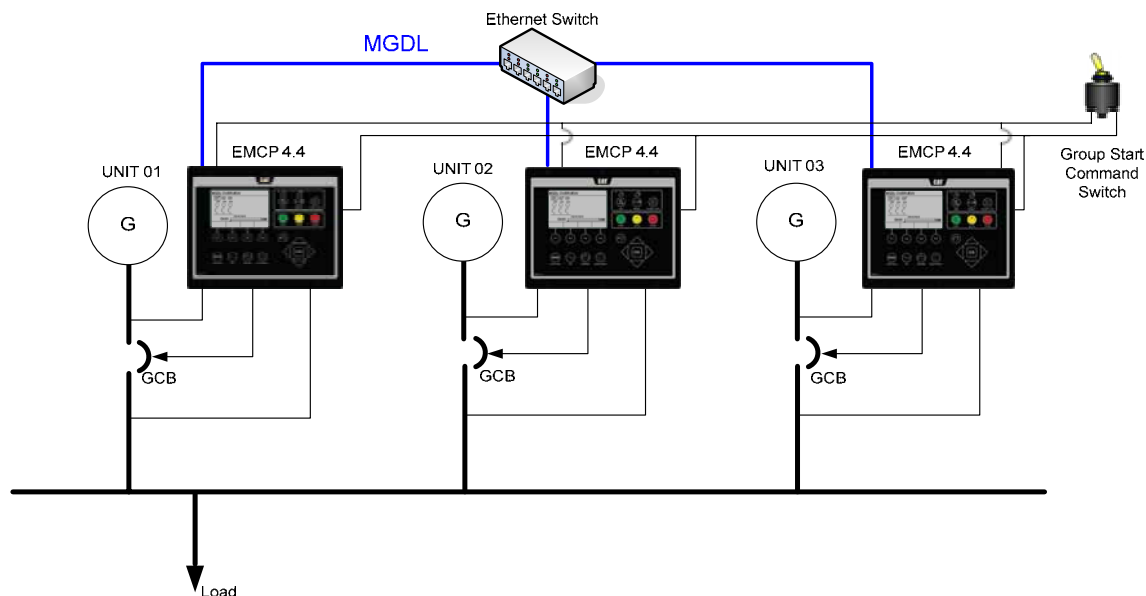 Ethernet Switch
MGDL
Group Start
Command
Switch
EMCP 4.4
EMCP 4.4
EMCP 4.4
UNIT 01
UNIT 02
UNIT 03
G
G
G
GCB
GCB
GCB
Load